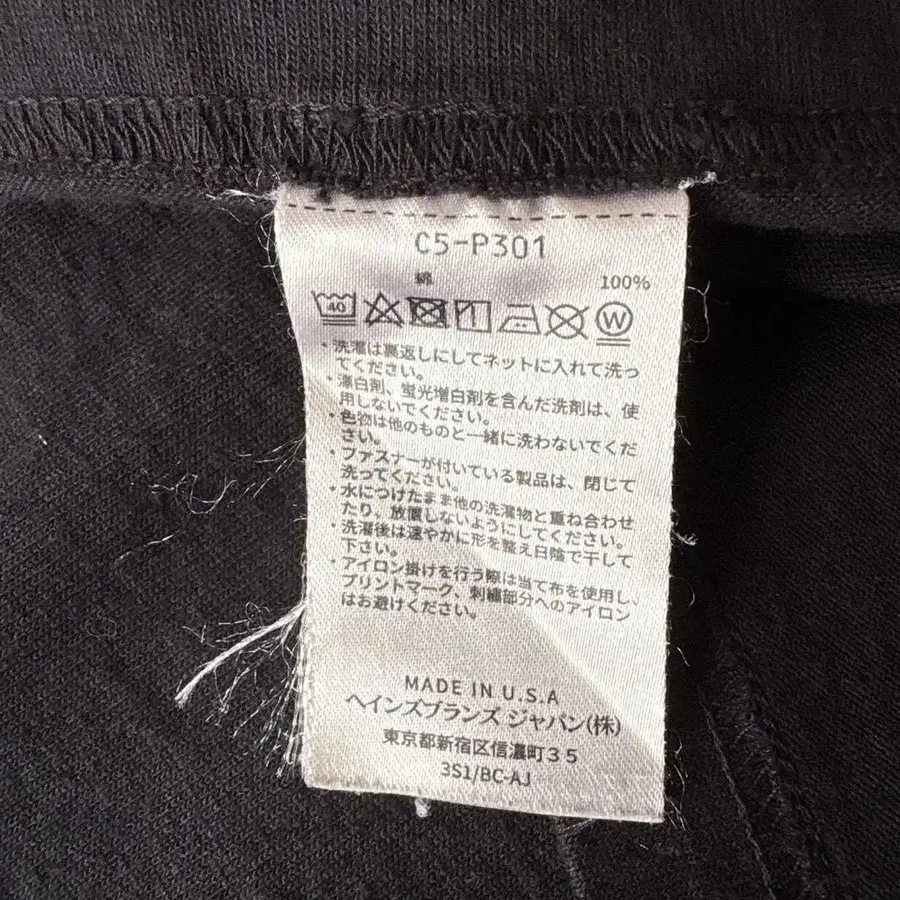 C5-P301
綿 100%
40 W
・洗濯は裏返しにしてネットに入れて洗っ
てください。
・漂白剤、蛍光増白剤を含んだ洗剤は、使
用しないでください。
・色物は他のものと一緒に洗わないでくだ
さい。
・ファスナーが付いている製品は、閉じて
洗ってください。
・水につけたまま他の洗濯物と重ね合わせ
たり、放置しないようにしてください。
・洗濯後は速やかに形を整え日陰で干して
下さい。
・アイロン掛けを行う際は当て布を使用し、
プリントマーク、刺繍部分へのアイロン
はお避けください。
MADE IN U.S.A
ヘインズブランズ ジャパン(株)
東京都新宿区信濃町35
3S1/BC-AJ